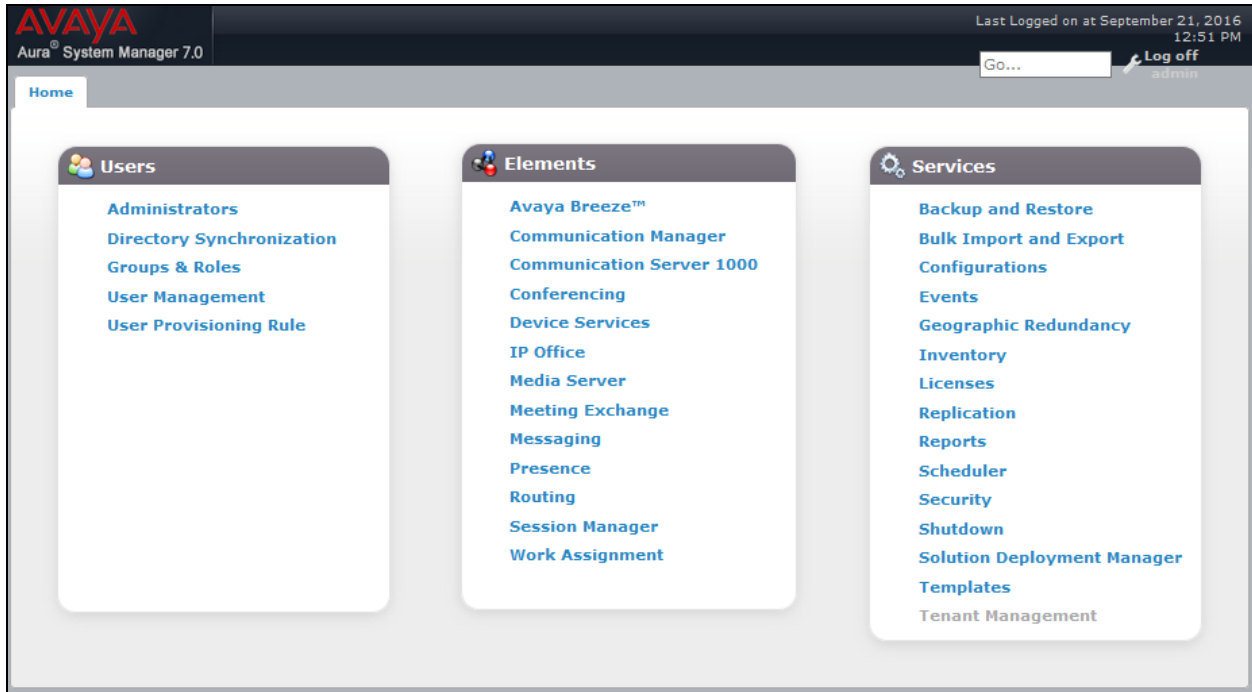 AVAYA
Aura® System Manager 7.0
Last Logged on at September 21, 2016
12:51 PM
Go...
Log off
admin
Home
Users
Administrators
Directory Synchronization
Groups & Roles
User Management
User Provisioning Rule
Elements
Avaya Breeze™
Communication Manager
Communication Server 1000
Conferencing
Device Services
IP Office
Media Server
Meeting Exchange
Messaging
Presence
Routing
Session Manager
Work Assignment
Services
Backup and Restore
Bulk Import and Export
Configurations
Events
Geographic Redundancy
Inventory
Licenses
Replication
Reports
Scheduler
Security
Shutdown
Solution Deployment Manager
Templates
Tenant Management